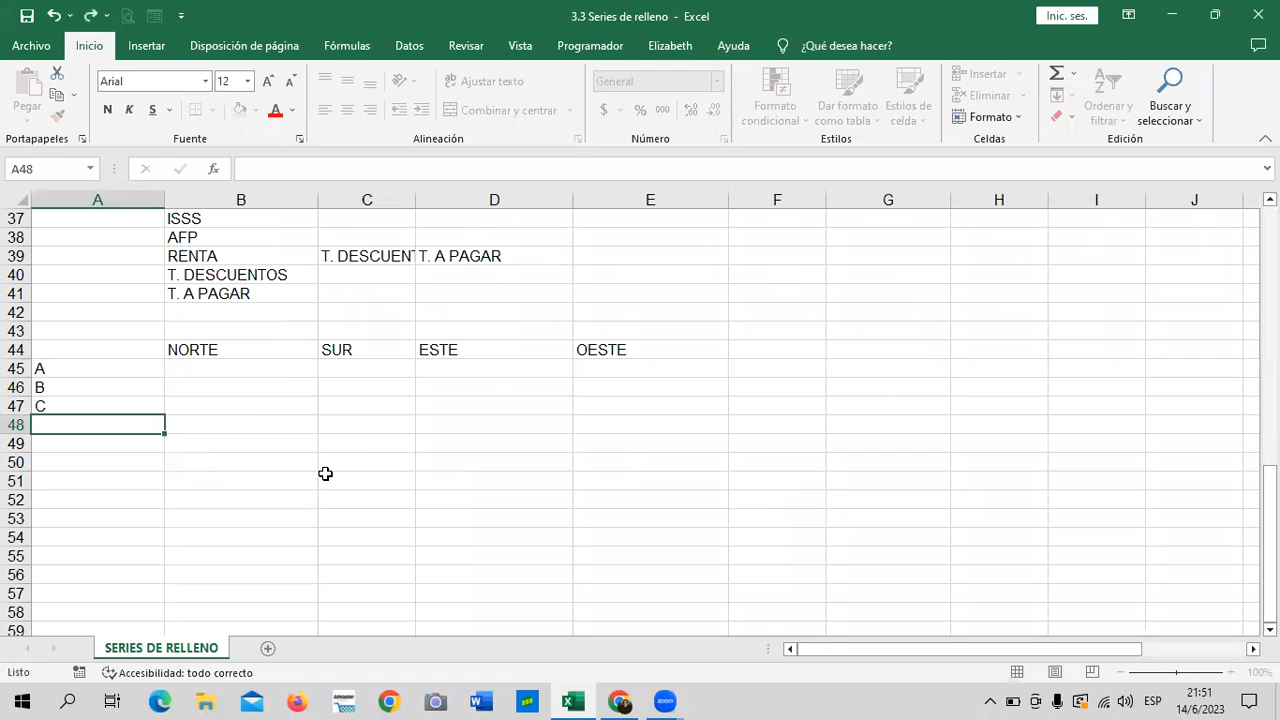 3.3 Series de relleno - Excel
Inic. ses.
Archivo Inicio Insertar Disposición de página Fórmulas Datos Revisar Vista Programador Elizabeth Ayuda ¿Qué desea hacer?
Pegar
Arial 12
N K S
A
Ajustar texto
Combinar y centrar
General
$ % 000
Formato condicional
Dar formato como tabla
Estilos de celda
Insertar
Eliminar
Formato
Ordenar y filtrar
Buscar y seleccionar
Portapapeles Fuente Alineación Número Estilos Celdas Edición
A48 fx
A B C D E F G H I J
37 ISSS
38 AFP
39 RENTA T. DESCUENT T. A PAGAR
40 T. DESCUENTOS
41 T. A PAGAR
42
43
44 NORTE SUR ESTE OESTE
45 A
46 B
47 C
48
49
50
51
52
53
54
55
56
57
58
59
SERIES DE RELLENO
Listo Accesibilidad: todo correcto 100%
ESP 21:51
14/6/2023